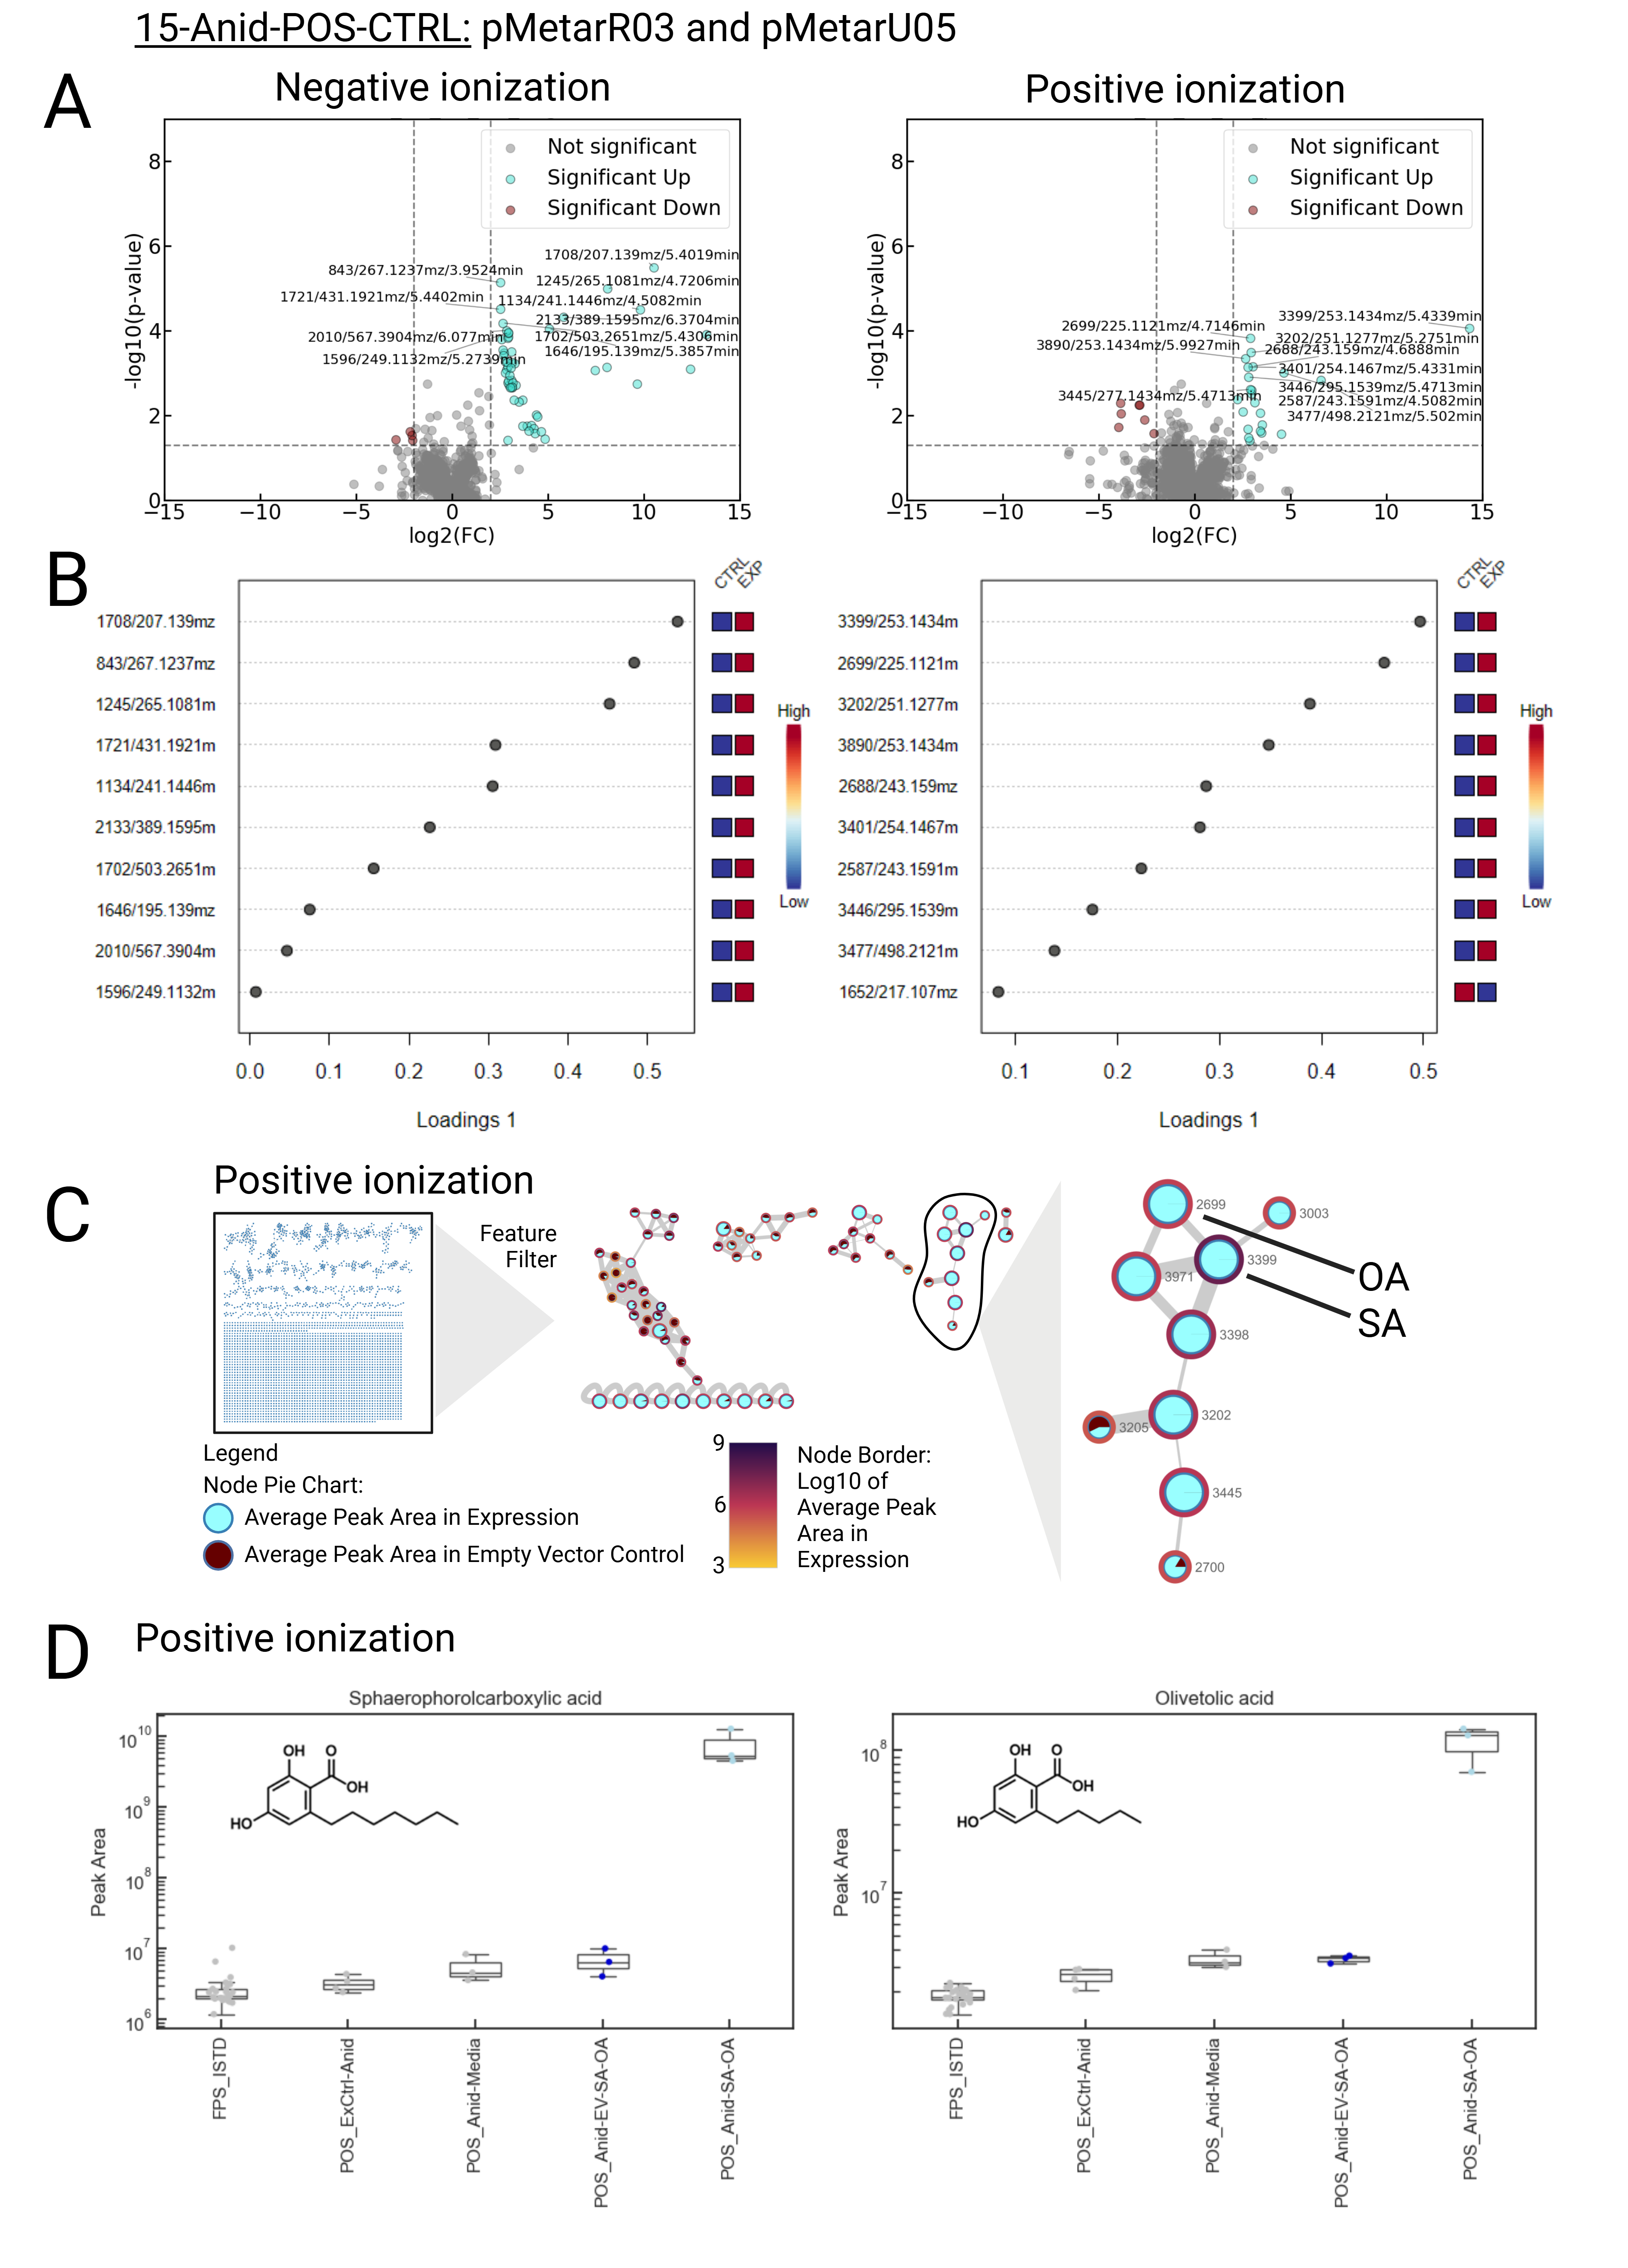 15-Anid-POS-CTRL: pMetarR03 and pMetarU05
A
Negative ionization
Positive ionization
Not significant
Significant Up
Significant Down
1708/207.139mz/5.4019min
843/267.1237mz/3.9524min
1245/265.1081mz/4.7206min
1721/431.1921mz/5.4402min
1134/241.1446mz/4.5082min
2133/389.1595mz/6.3704min
2010/567.3904mz/6.077min
1702/503.2651mz/5.4306min
1646/195.139mz/5.3857min
1596/249.1132mz/5.2739min
-log10(p-value)
8
6
4
2
0
−15
−10
−5
0
5
10
15
log2(FC)
Not significant
Significant Up
Significant Down
3399/253.1434mz/5.4339min
2699/225.1121mz/4.7146min
3202/251.1277mz/5.2751min
3890/253.1434mz/5.9927min
2688/243.159mz/4.6888min
3401/254.1467mz/5.4331min
3446/295.1539mz/5.4713min
3445/277.1434mz/5.4713min
2587/243.1591mz/4.5082min
3477/498.2121mz/5.502min
-log10(p-value)
8
6
4
2
0
−15
−10
−5
0
5
10
15
log2(FC)
B
CTRL
EXP
1708/207.139mz
843/267.1237mz
1245/265.1081m
1721/431.1921m
1134/241.1446m
2133/389.1595m
1702/503.2651m
1646/195.139mz
2010/567.3904m
1596/249.1132m
High
Low
0.0
0.1
0.2
0.3
0.4
0.5
Loadings 1
CTRL
EXP
3399/253.1434m
2699/225.1121m
3202/251.1277m
3890/253.1434m
2688/243.159mz
3401/254.1467m
2587/243.1591m
3446/295.1539m
3477/498.2121m
1652/217.107mz
High
Low
0.1
0.2
0.3
0.4
0.5
Loadings 1
C
Positive ionization
Feature
Filter
Legend
Node Pie Chart:
Average Peak Area in Expression
Average Peak Area in Empty Vector Control
9
6
3
Node Border:
Log10 of
Average Peak
Area in
Expression
2699
3003
3399
3971
3398
3202
3205
3445
2700
OA
SA
D
Positive ionization
Sphaerophorolcarboxylic acid
OH
O
OH
HO
Peak Area
10^10
10^9
10^8
10^7
10^6
FPS_ISTD
POS_ExCtrl-Anid
POS_Anid-Media
POS_Anid-EV-SA-OA
POS_Anid-SA-OA
Olivetolic acid
OH
O
OH
HO
Peak Area
10^8
10^7
FPS_ISTD
POS_ExCtrl-Anid
POS_Anid-Media
POS_Anid-EV-SA-OA
POS_Anid-SA-OA